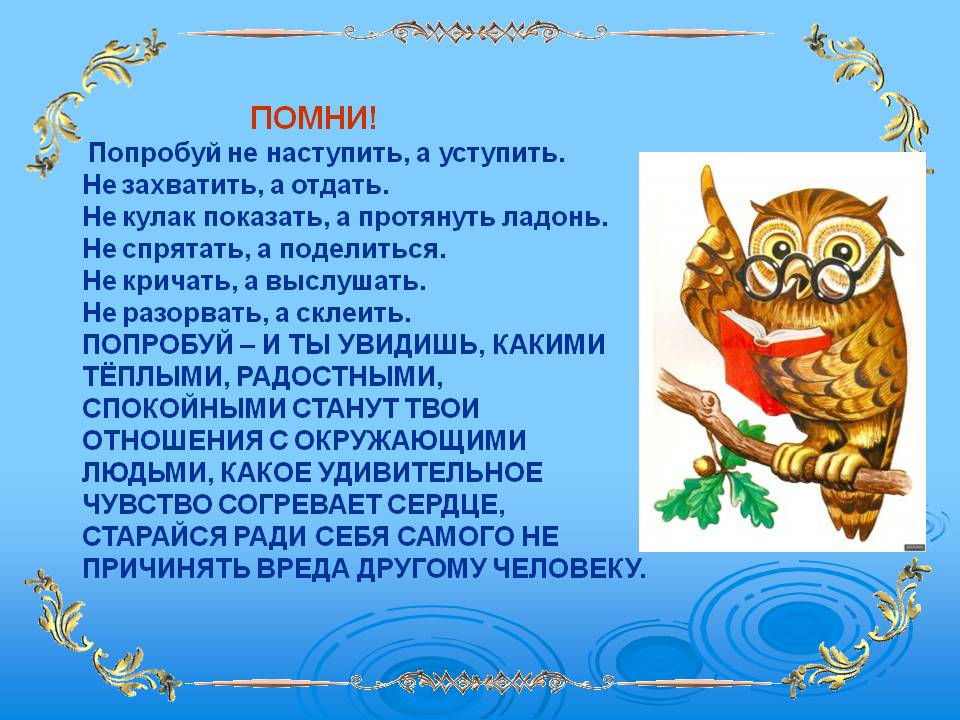 ПОМНИ!
Попробуй не наступить, а уступить.
Не захватить, а отдать.
Не кулак показать, а протянуть ладонь.
Не спрятать, а поделиться.
Не кричать, а выслушать.
Не разорвать, а склеить.
ПОПРОБУЙ – И ТЫ УВИДИШЬ, КАКИМИ
ТЁПЛЫМИ, РАДОСТНЫМИ,
СПОКОЙНЫМИ СТАНУТ ТВОИ
ОТНОШЕНИЯ С ОКРУЖАЮЩИМИ
ЛЮДЬМИ, КАКОЕ УДИВИТЕЛЬНОЕ
ЧУВСТВО СОГРЕВАЕТ СЕРДЦЕ,
СТАРАЙСЯ РАДИ СЕБЯ САМОГО НЕ
ПРИЧИНЯТЬ ВРЕДА ДРУГОМУ ЧЕЛОВЕКУ.